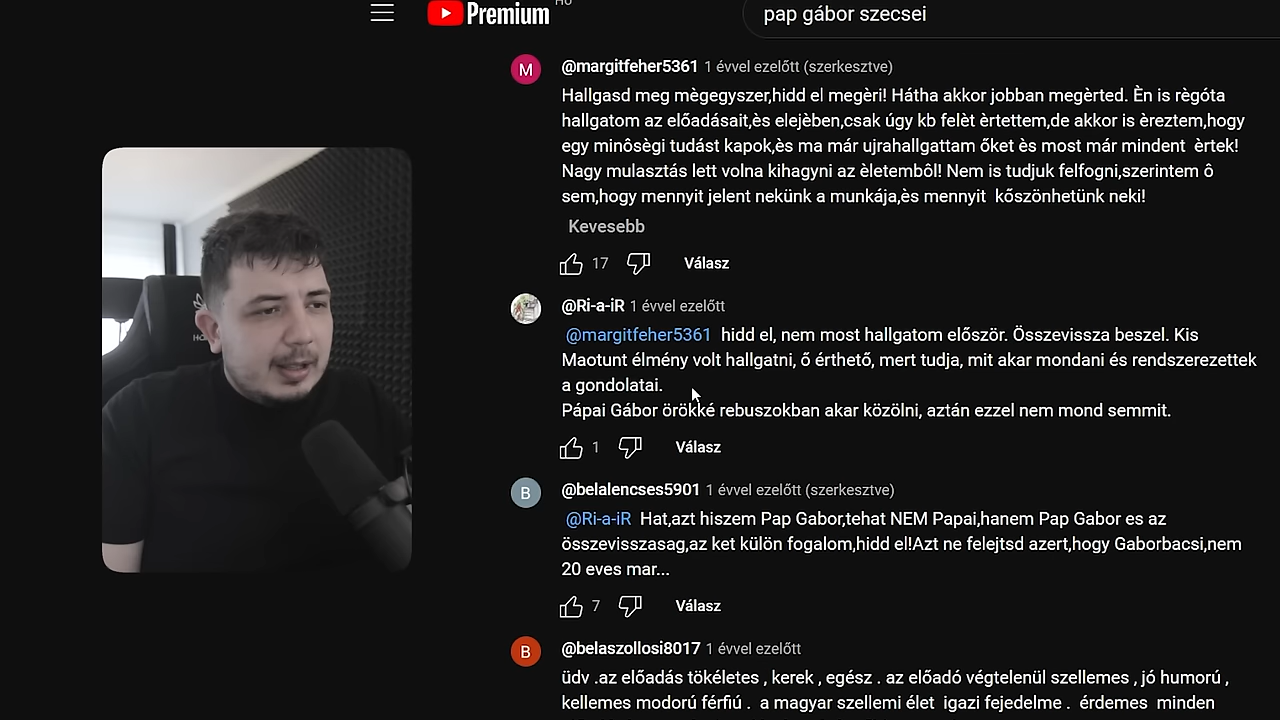 HU
Premium
pap gábor szecsei
M
@margitfeher5361 1 évvel ezelőtt (szerkesztve)
Hallgasd meg mègegyszer,hidd el megèri! Hátha akkor jobban megèrted. Èn is règóta
hallgatom az előadásait,ès elejèben,csak úgy kb felèt èrtettem,de akkor is èreztem,hogy
egy minôsègi tudást kapok,ès ma már ujrahallgattam őket ès most már mindent èrtek!
Nagy mulasztás lett volna kihagyni az èletembôl! Nem is tudjuk felfogni,szerintem ô
sem,hogy mennyit jelent nekünk a munkája,ès mennyit kőszönhetünk neki!
Kevesebb
17 Válasz
@Ri-a-iR 1 évvel ezelőtt
@margitfeher5361 hidd el, nem most hallgatom először. Összevissza beszel. Kis
Maotunt élmény volt hallgatni, ő érthető, mert tudja, mit akar mondani és rendszerezettek
a gondolatai.
Pápai Gábor örökké rebuszokban akar közölni, aztán ezzel nem mond semmit.
1 Válasz
B
@belalencses5901 1 évvel ezelőtt (szerkesztve)
@Ri-a-iR Hat,azt hiszem Pap Gabor,tehat NEM Papai,hanem Pap Gabor es az
összevisszasag,az ket külön fogalom,hidd el!Azt ne felejtsd azert,hogy Gaborbacsi,nem
20 eves mar...
7 Válasz
B
@belaszollosi8017 1 évvel ezelőtt
üdv .az előadás tökéletes , kerek , egész . az előadó végtelenül szellemes , jó humorú ,
kellemes modorú férfiú . a magyar szellemi élet igazi fejedelme . érdemes minden